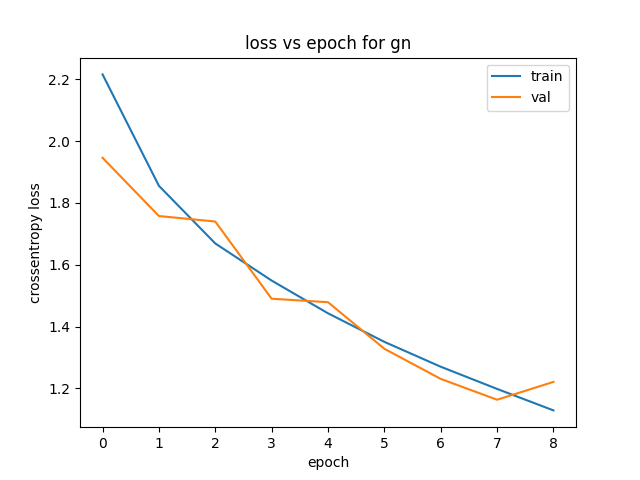 loss vs epoch for gn
train
val
crossentropy loss
2.2
2.0
1.8
1.6
1.4
1.2
0 1 2 3 4 5 6 7 8
epoch